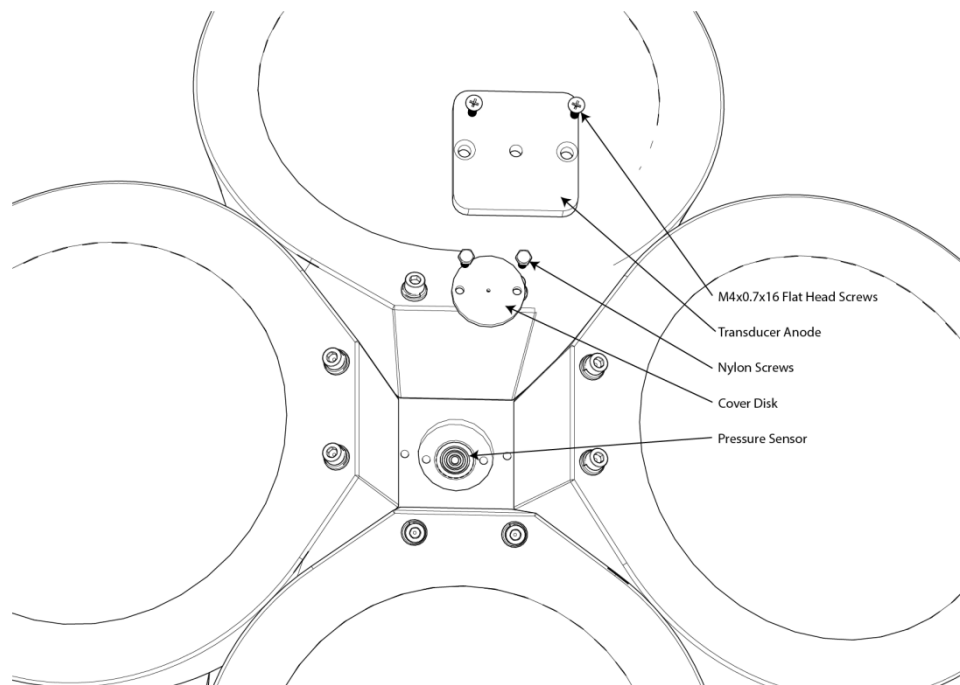 M4x0.7x16 Flat Head Screws
Transducer Anode
Nylon Screws
Cover Disk
Pressure Sensor